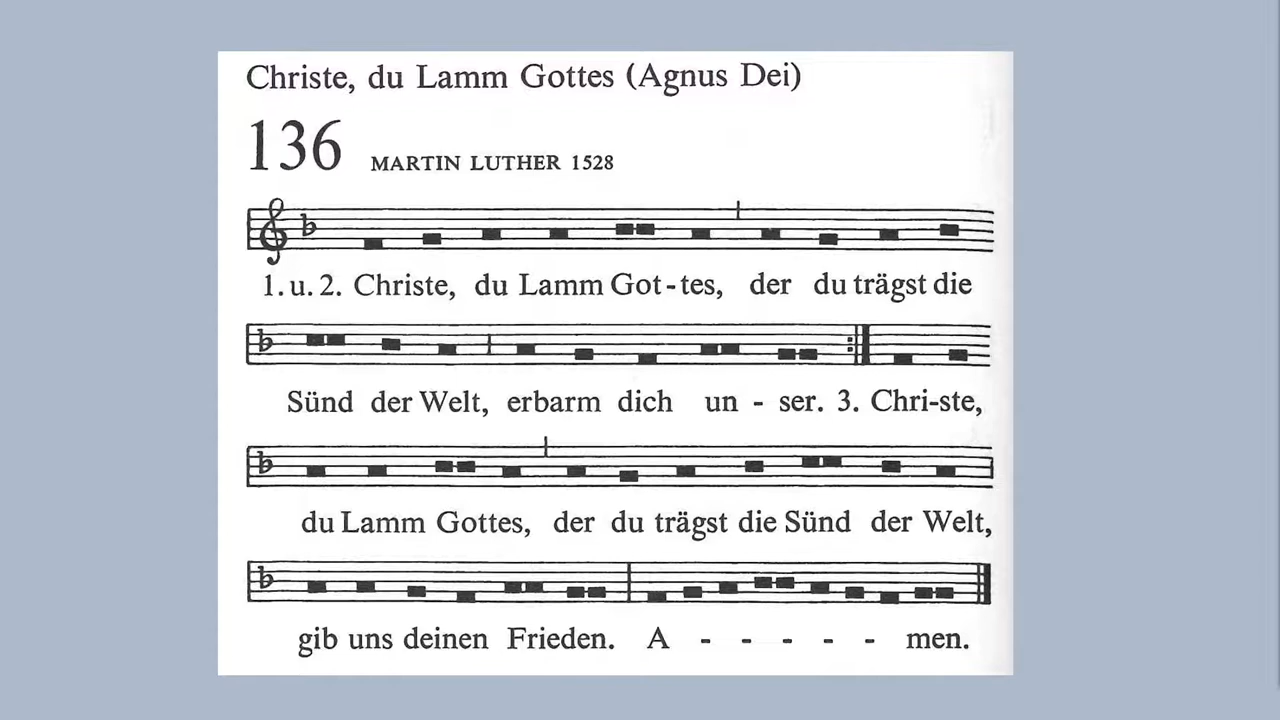 Christe, du Lamm Gottes (Agnus Dei)
136 MARTIN LUTHER 1528
1. u. 2. Christe, du Lamm Got-tes, der du trägst die
Sünd der Welt, erbarm dich un - ser. 3. Chri-ste,
du Lamm Gottes, der du trägst die Sünd der Welt,
gib uns deinen Frieden. A - - - - - men.